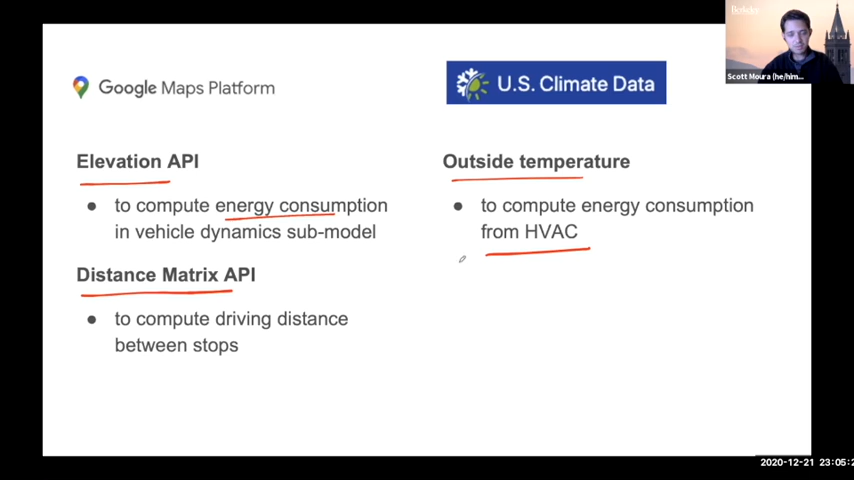 Berkeley
Scott Moura (he/him...
Google Maps Platform
U.S. Climate Data
Elevation API
● to compute energy consumption
in vehicle dynamics sub-model
Distance Matrix API
● to compute driving distance
between stops
Outside temperature
● to compute energy consumption
from HVAC
2020-12-21 23:05:2